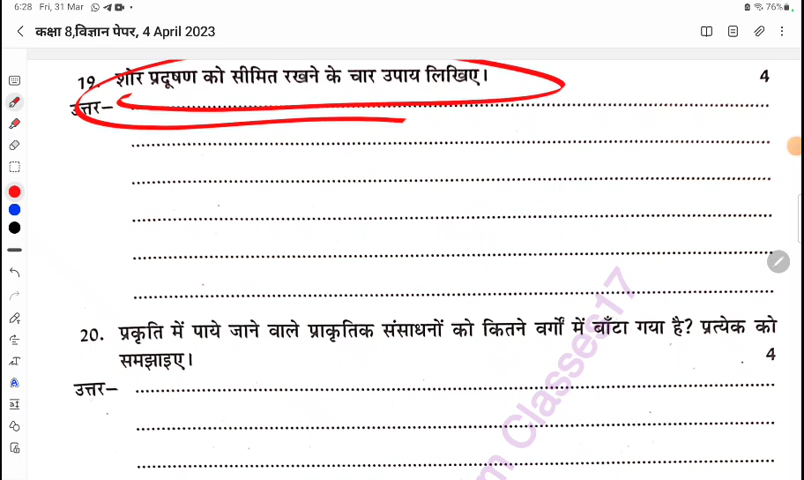 6:28 Fri, 31 Mar
76%
कक्षा 8,विज्ञान पेपर, 4 April 2023
19. शोर प्रदूषण को सीमित रखने के चार उपाय लिखिए। 4
उत्तर–
20. प्रकृति में पाये जाने वाले प्राकृतिक संसाधनों को कितने वर्गों में बाँटा गया है? प्रत्येक को
समझाइए। 4
उत्तर–
m Classes17